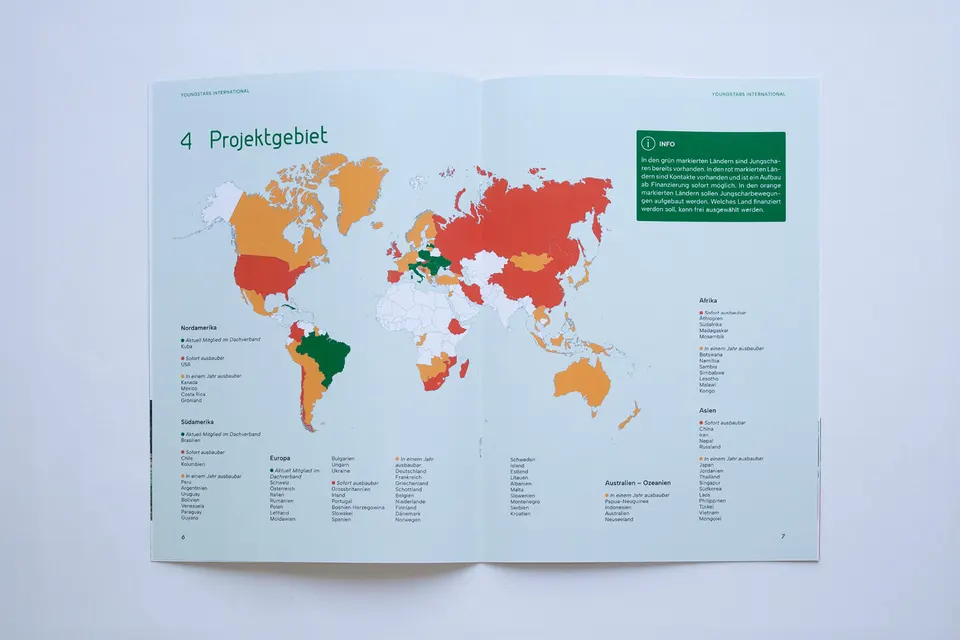 YOUNGSTARS INTERNATIONAL
YOUNGSTARS INTERNATIONAL
4 Projektgebiet
INFO
In den grün markierten Ländern sind Jungscha-
ren bereits vorhanden. In den rot markierten Län-
dern sind Kontakte vorhanden und ist ein Aufbau
ab Finanzierung sofort möglich. In den orange
markierten Ländern sollen Jungscharbewegun-
gen aufgebaut werden. Welches Land finanziert
werden soll, kann frei ausgewählt werden.
Nordamerika
Aktuell Mitglied im Dachverband
Kuba
Sofort ausbaubar
USA
In einem Jahr ausbaubar
Kanada
Mexico
Costa Rica
Grönland
Südamerika
Aktuell Mitglied im Dachverband
Brasilien
Sofort ausbaubar
Chile
Kolumbien
In einem Jahr ausbaubar
Peru
Argentinien
Uruguay
Bolivien
Venezuela
Paraguay
Guyana
Europa
Aktuell Mitglied im
Dachverband
Schweiz
Österreich
Italien
Rumänien
Polen
Lettland
Moldawien
Bulgarien
Ungarn
Ukraine
Sofort ausbaubar
Grossbritannien
Irland
Portugal
Bosnien-Herzegowina
Slowakei
Spanien
In einem Jahr
ausbaubar
Deutschland
Frankreich
Griechenland
Schottland
Belgien
Niederlande
Finnland
Dänemark
Norwegen
Schweden
Island
Estland
Litauen
Albanien
Malta
Slowenien
Montenegro
Serbien
Kroatien
Australien – Ozeanien
In einem Jahr ausbaubar
Papua-Neuguinea
Indonesien
Australien
Neuseeland
Afrika
Sofort ausbaubar
Äthiopien
Südafrika
Madagaskar
Mosambik
In einem Jahr ausbaubar
Botswana
Namibia
Sambia
Simbabwe
Lesotho
Malawi
Kongo
Asien
Sofort ausbaubar
China
Iran
Nepal
Russland
In einem Jahr ausbaubar
Japan
Jordanien
Thailand
Singapur
Südkorea
Laos
Philippinen
Türkei
Vietnam
Mongolei
6
7